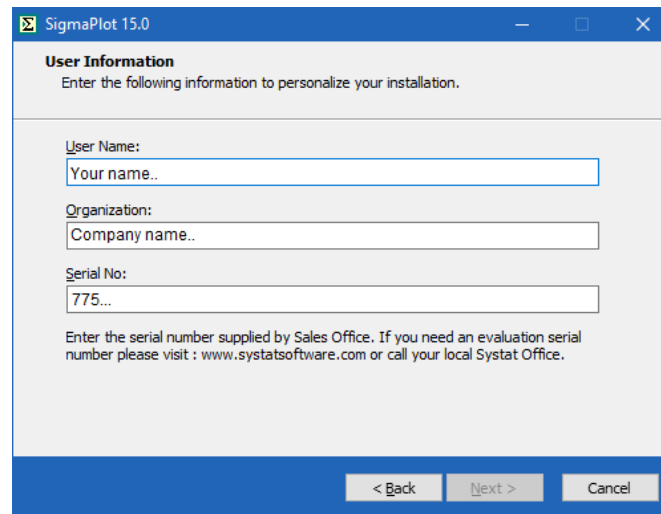 SigmaPlot 15.0
User Information
Enter the following information to personalize your installation.
User Name:
Your name..
Organization:
Company name..
Serial No:
775...
Enter the serial number supplied by Sales Office. If you need an evaluation serial
number please visit : www.systatsoftware.com or call your local Systat Office.
< Back Next > Cancel